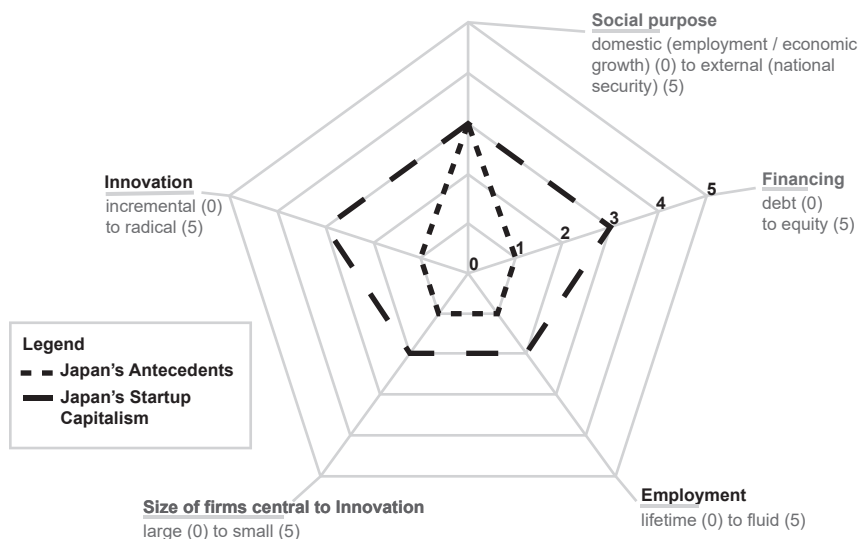 Social purpose
domestic (employment / economic
growth) (0) to external (national
security) (5)
Innovation
incremental (0)
to radical (5)
Financing
debt (0)
to equity (5)
5
4
3
2
1
0
Legend
Japan’s Antecedents
Japan’s Startup
Capitalism
Size of firms central to Innovation
large (0) to small (5)
Employment
lifetime (0) to fluid (5)